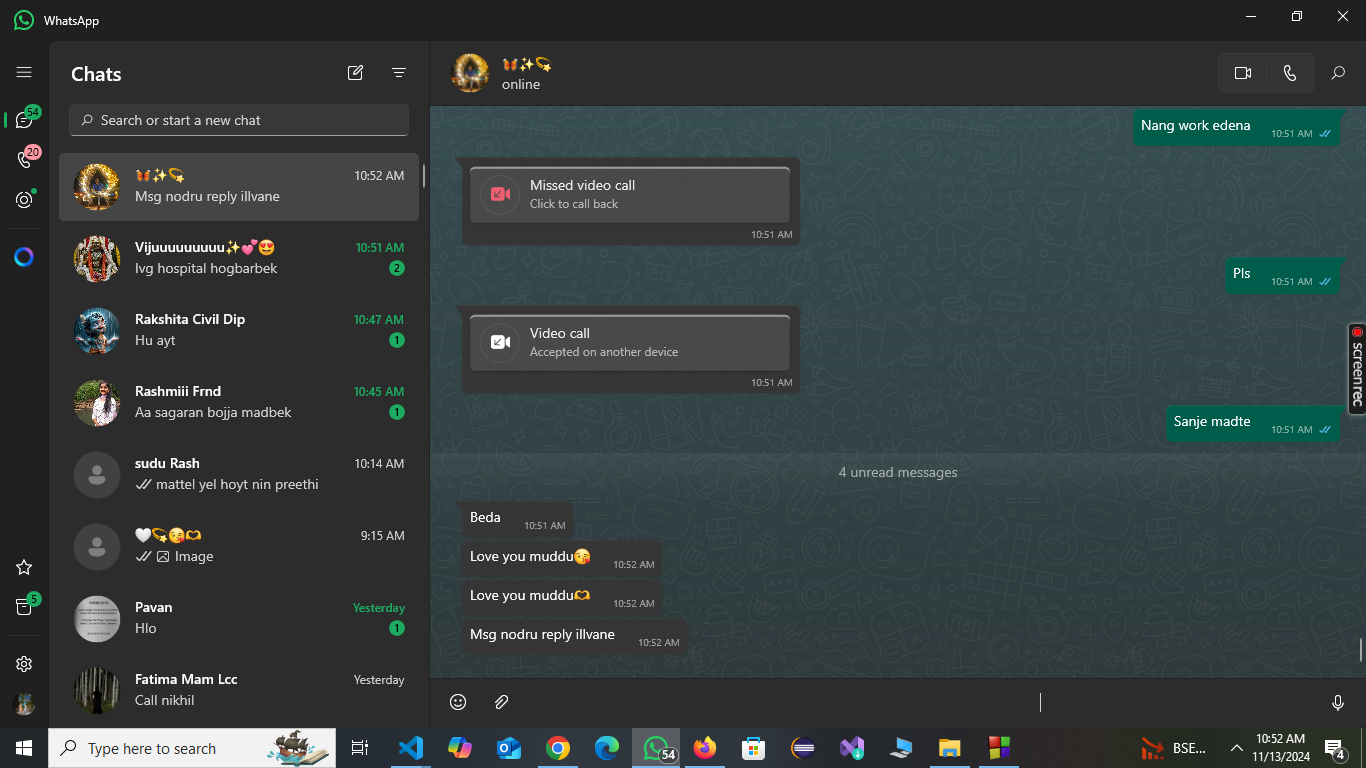 WhatsApp
Chats
54
20
Search or start a new chat
🦋✨💫 10:52 AM
Msg nodru reply illvane
Vijuuuuuuuuu✨💕😍 10:51 AM
Ivg hospital hogbarbek 2
Rakshita Civil Dip 10:47 AM
Hu ayt 1
Rashmiii Frnd 10:45 AM
Aa sagaran bojja madbek 1
sudu Rash 10:14 AM
mattel yel hoyt nin preethi
🤍💫😘🫶 9:15 AM
Image
Pavan Yesterday
Hlo 1
Fatima Mam Lcc Yesterday
Call nikhil
5
🦋✨💫
online
Nang work edena 10:51 AM
Missed video call
Click to call back
10:51 AM
Pls 10:51 AM
Video call
Accepted on another device
10:51 AM
Sanje madte 10:51 AM
4 unread messages
Beda 10:51 AM
Love you muddu😘 10:52 AM
Love you muddu🫶 10:52 AM
Msg nodru reply illvane 10:52 AM
screenrec
Type here to search
54
BSE...
10:52 AM
11/13/2024
4